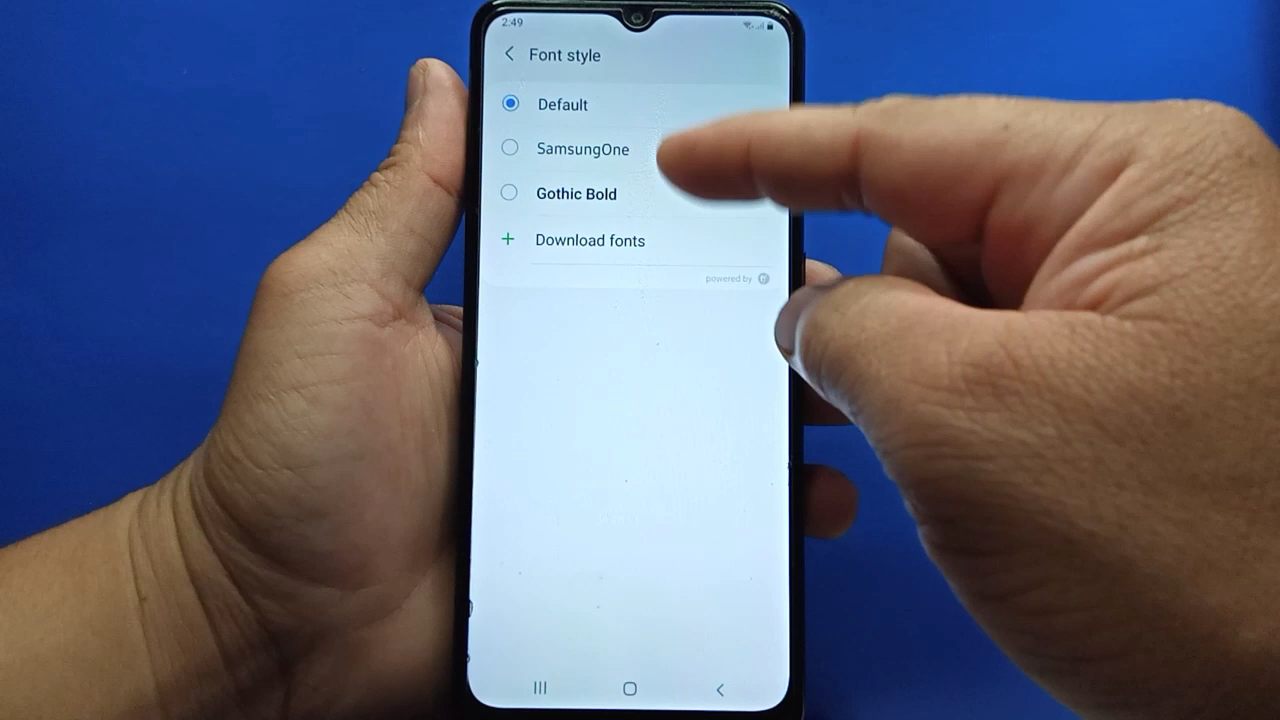 2:49
Font style
Default
SamsungOne
Gothic Bold
Download fonts
powered by